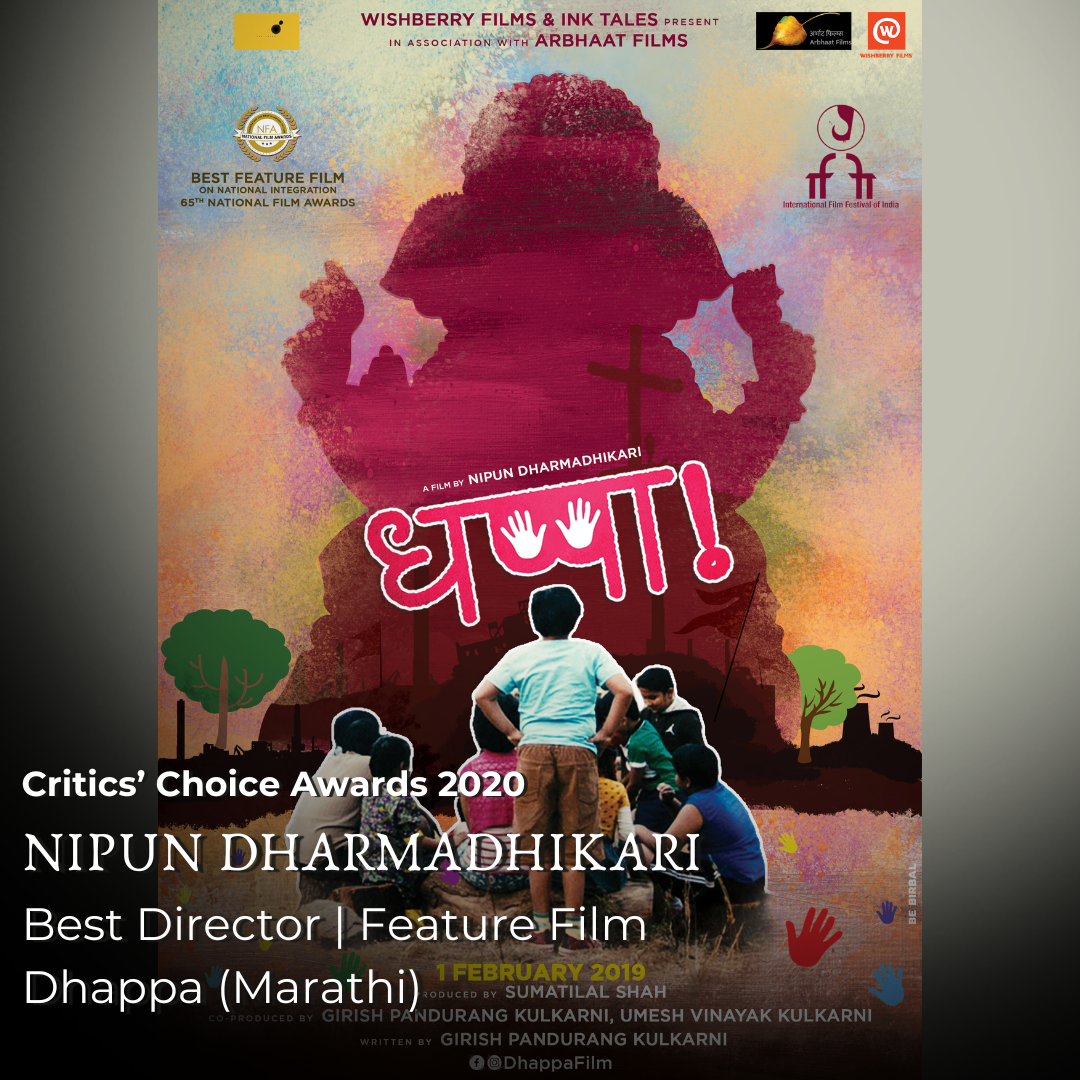 WISHBERRY FILMS & INK TALES PRESENT
IN ASSOCIATION WITH ARBHAAT FILMS
अर्भाट फिल्म्स
Arbhaat Films
WISHBERRY FILMS
NFA
NATIONAL FILM AWARDS
BEST FEATURE FILM
ON NATIONAL INTEGRATION
65TH NATIONAL FILM AWARDS
International Film Festival of India
A FILM BY NIPUN DHARMADHIKARI
धप्पा!
Critics’ Choice Awards 2020
NIPUN DHARMADHIKARI
Best Director | Feature Film
Dhappa (Marathi)
BE BIRBAL
1 FEBRUARY 2019
PRODUCED BY SUMATILAL SHAH
CO-PRODUCED BY GIRISH PANDURANG KULKARNI, UMESH VINAYAK KULKARNI
WRITTEN BY GIRISH PANDURANG KULKARNI
@DhappaFilm